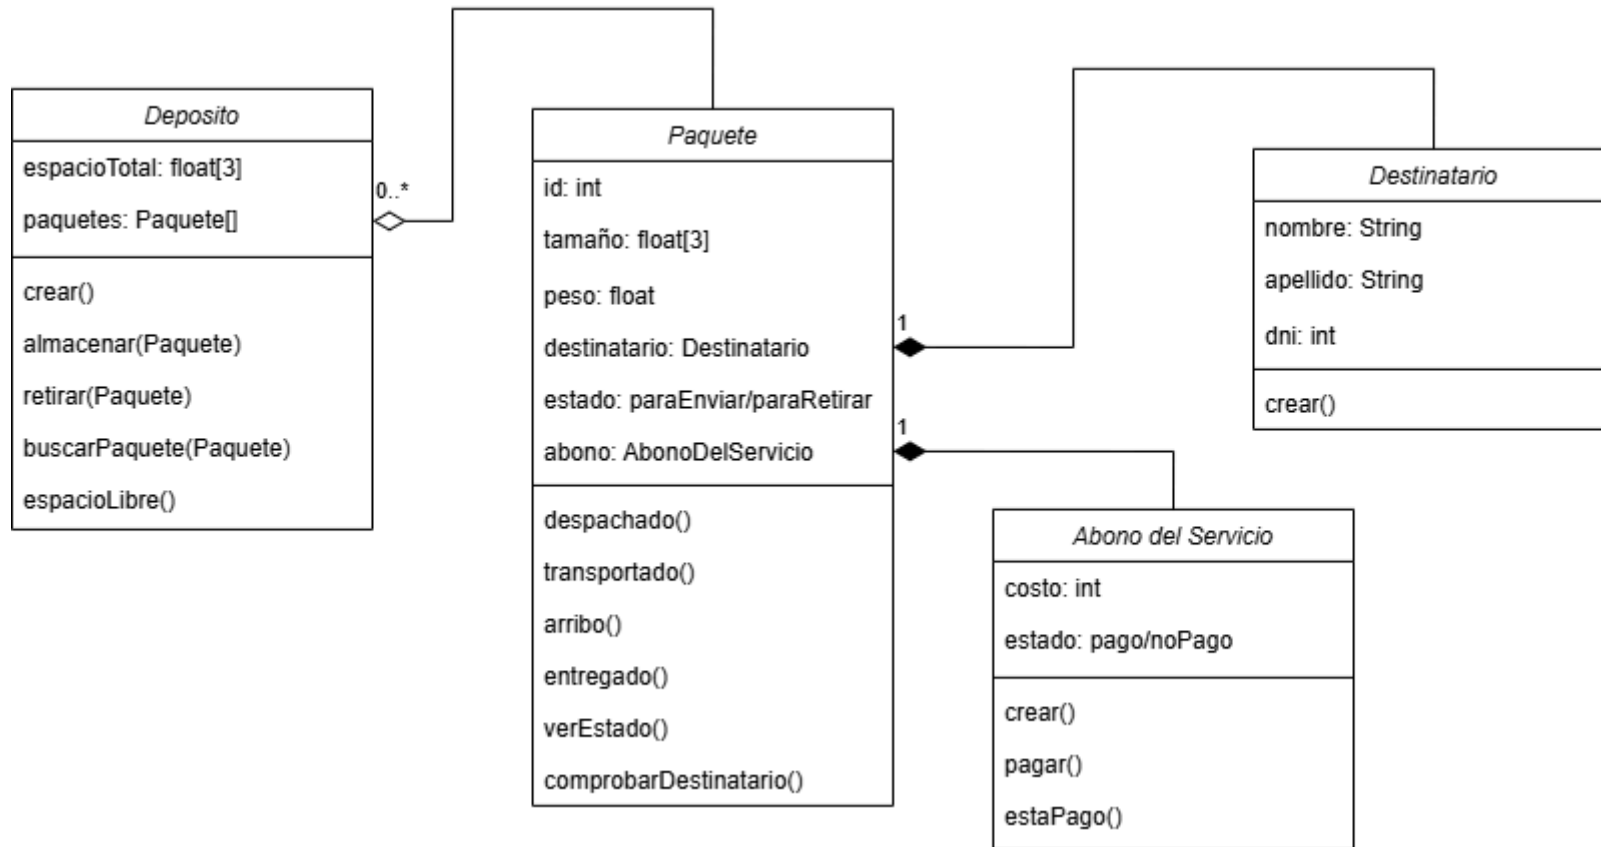 Deposito
espacioTotal: float[3]
paquetes: Paquete[]
crear()
almacenar(Paquete)
retirar(Paquete)
buscarPaquete(Paquete)
espacioLibre()
0..*
Paquete
id: int
tamaño: float[3]
peso: float
destinatario: Destinatario
estado: paraEnviar/paraRetirar
abono: AbonoDelServicio
despachado()
transportado()
arribo()
entregado()
verEstado()
comprobarDestinatario()
1
1
Destinatario
nombre: String
apellido: String
dni: int
crear()
Abono del Servicio
costo: int
estado: pago/noPago
crear()
pagar()
estaPago()